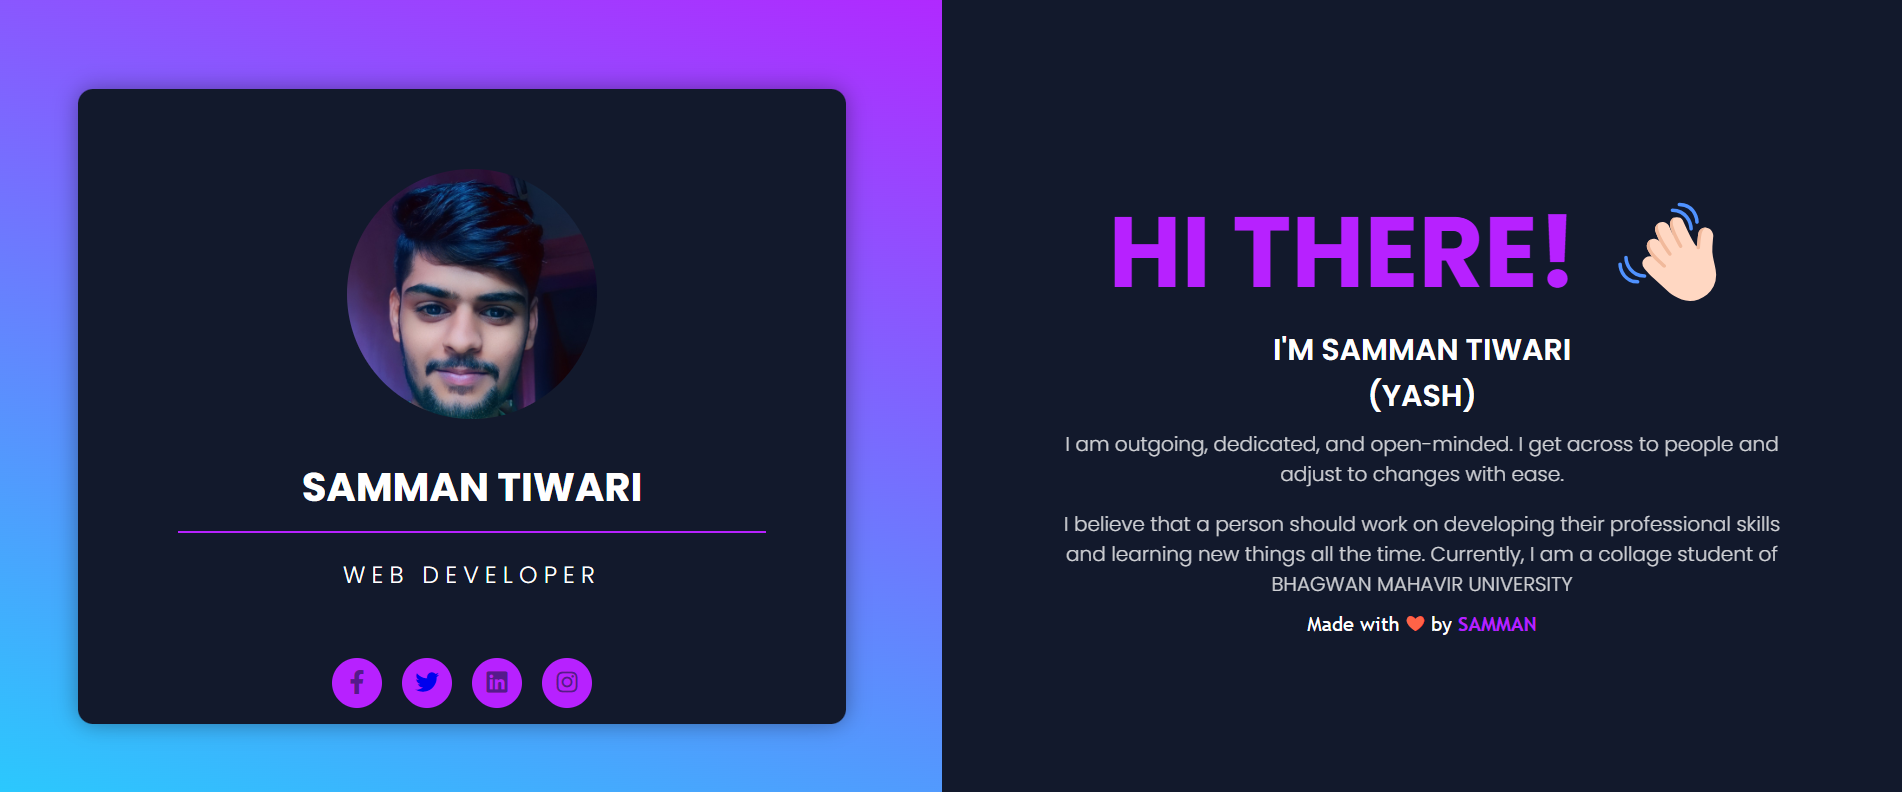 SAMMAN TIWARI
WEB DEVELOPER
HI THERE!
I'M SAMMAN TIWARI
(YASH)
I am outgoing, dedicated, and open-minded. I get across to people and
adjust to changes with ease.
I believe that a person should work on developing their professional skills
and learning new things all the time. Currently, I am a collage student of
BHAGWAN MAHAVIR UNIVERSITY
Made with ❤ by SAMMAN